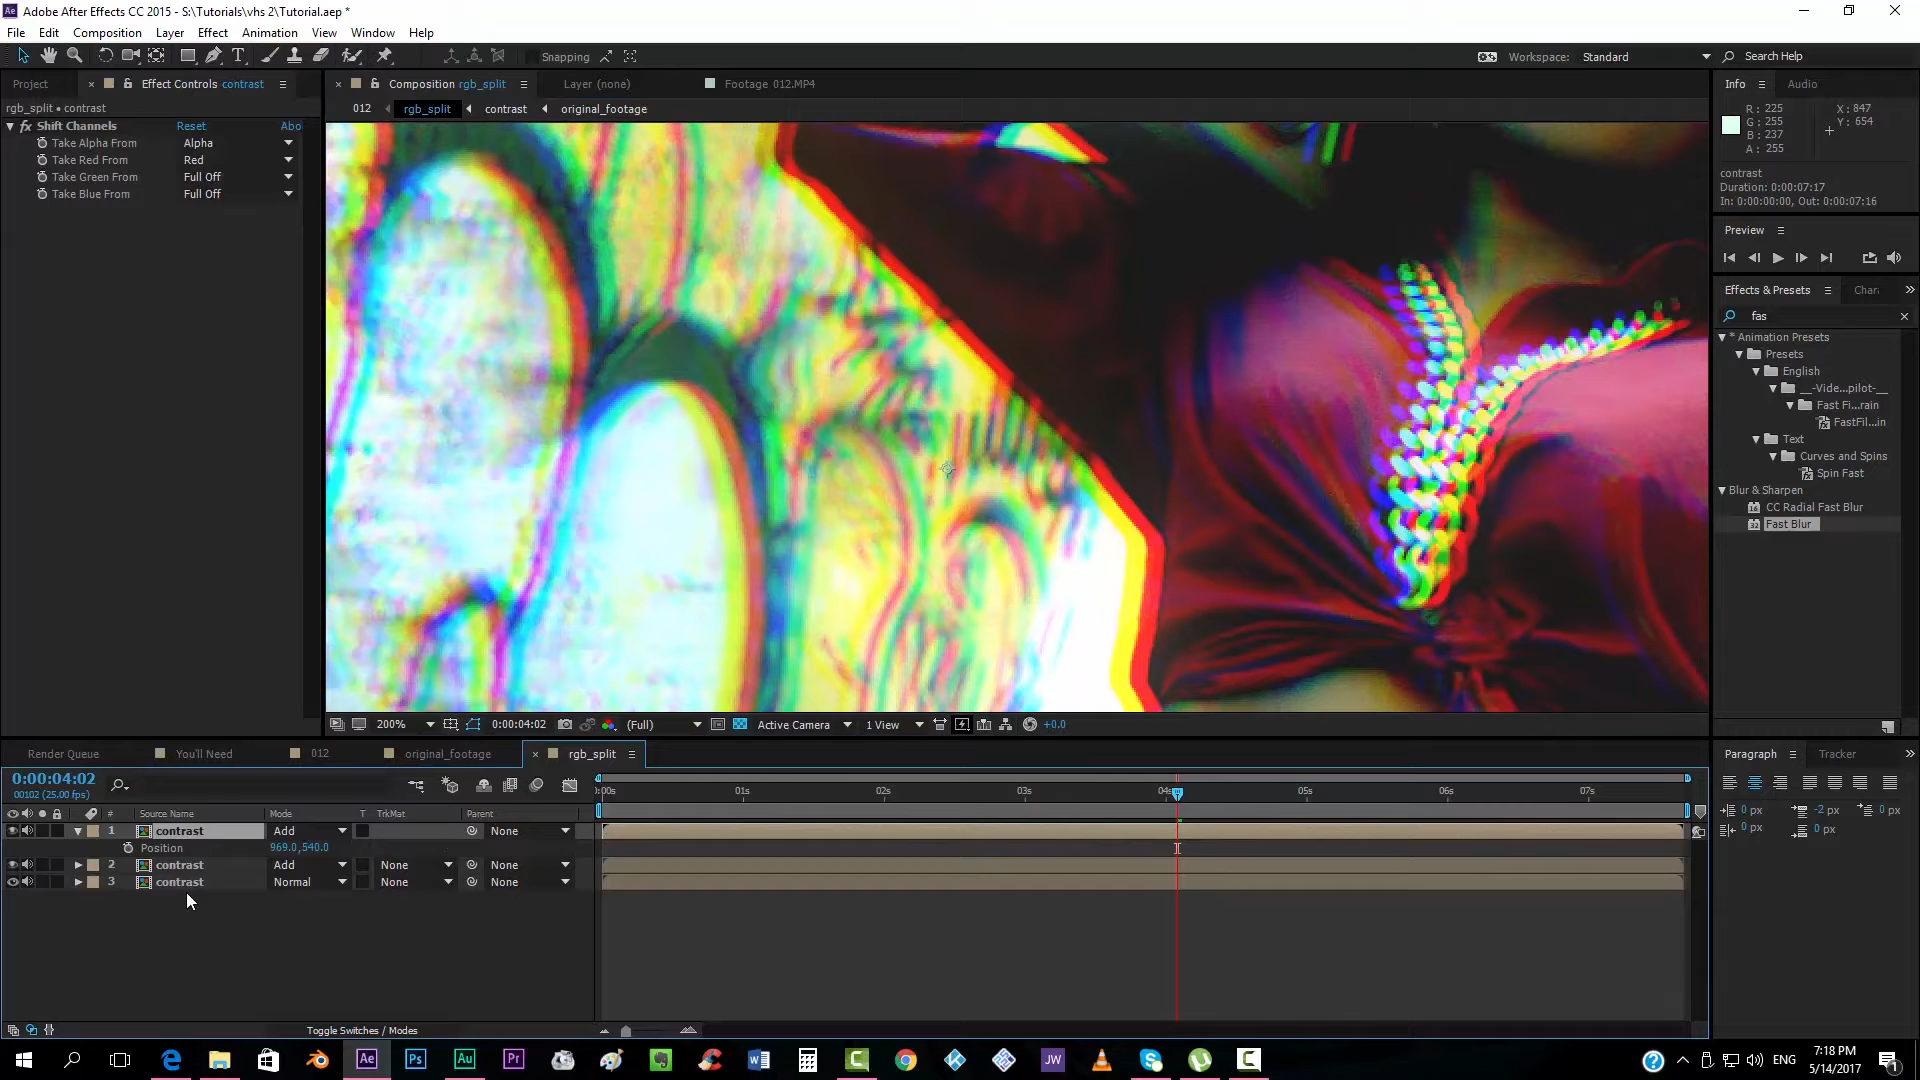 Adobe After Effects CC 2015 - S:\Tutorials\vhs 2\Tutorial.aep *
File Edit Composition Layer Effect Animation View Window Help
Snapping
Workspace: Standard Search Help
Project Effect Controls contrast
Composition rgb_split Layer (none) Footage 012.MP4
Info Audio
rgb_split • contrast
012 rgb_split contrast original_footage
R: 225 X: 847
G: 255 Y: 654
B: 237
A: 255
fx Shift Channels Reset Abo
Take Alpha From Alpha
Take Red From Red
Take Green From Full Off
Take Blue From Full Off
contrast
Duration: 0:00:07:17
In: 0:00:00:00, Out: 0:00:07:16
Preview
Effects & Presets Chara
fas
* Animation Presets
Presets
English
__-Vide...pilot-__
Fast Fi...rain
FastFil...in
Text
Curves and Spins
Spin Fast
Blur & Sharpen
CC Radial Fast Blur
Fast Blur
200% 0:00:04:02 (Full) Active Camera 1 View +0.0
Render Queue You'll Need 012 original_footage rgb_split
Paragraph Tracker
0:00:04:02
00102 (25.00 fps)
):00s 01s 02s 03s 04s 05s 06s 07s
# Source Name Mode T TrkMat Parent
1 contrast Add None
Position 969.0,540.0
2 contrast Add None None
3 contrast Normal None None
0 px -2 px 0 px
0 px 0 px
Toggle Switches / Modes
Ae Ps Au Pr W C JW C
ENG
7:18 PM
5/14/2017
1